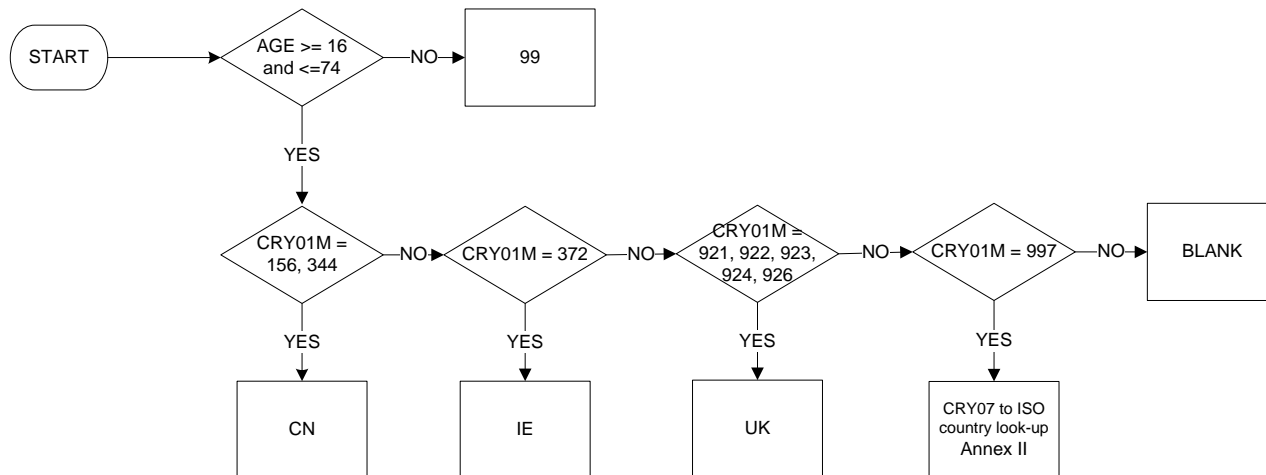 START
AGE >= 16
and <=74
NO
99
YES
CRY01M =
156, 344
NO
CRY01M = 372
NO
CRY01M =
921, 922, 923,
924, 926
NO
CRY01M = 997
NO
BLANK
YES
YES
YES
YES
CN
IE
UK
CRY07 to ISO
country look-up
Annex II